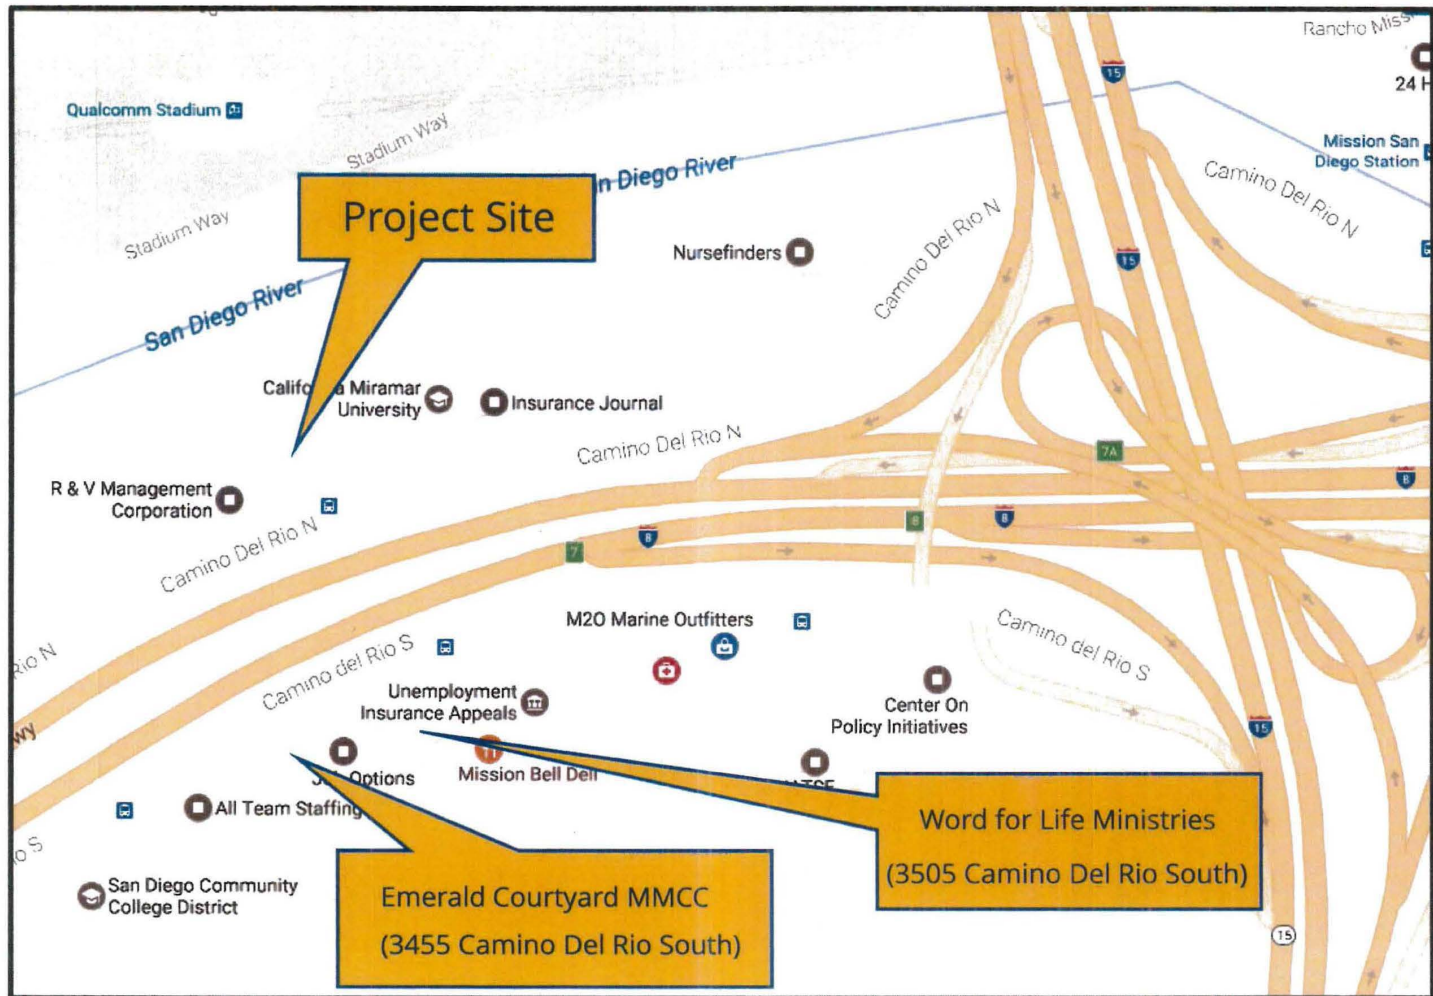 Rancho Miss
Qualcomm Stadium
15
24 H
Stadium Way
Mission San
Diego Station
n Diego River
Camino Del Rio N
Project Site
Stadium Way
Camino Del Rio N
Nursefinders
15
San Diego River
California Miramar
University
Insurance Journal
Camino Del Rio N
7A
R & V Management
Corporation
8
Camino Del Rio N
8
8
8
7
M2O Marine Outfitters
Camino del Rio S
Rio N
Camino del Rio S
Unemployment
Insurance Appeals
Center On
Policy Initiatives
15
wy
Job Options
Mission Bell Deli
All Team Staffing
Word for Life Ministries
(3505 Camino Del Rio South)
io S
San Diego Community
College District
Emerald Courtyard MMCC
(3455 Camino Del Rio South)
15